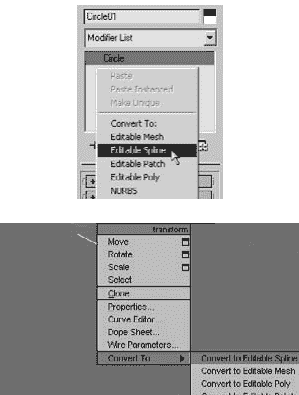 Circle01
Modifier List
Circle
Paste
Paste Instanced
Make Unique
Convert To:
Editable Mesh
Editable Spline
Editable Patch
Editable Poly
NURBS
transform
Move
Rotate
Scale
Select
Clone
Properties...
Curve Editor...
Dope Sheet...
Wire Parameters...
Convert To:
Convert to Editable Spline
Convert to Editable Mesh
Convert to Editable Poly